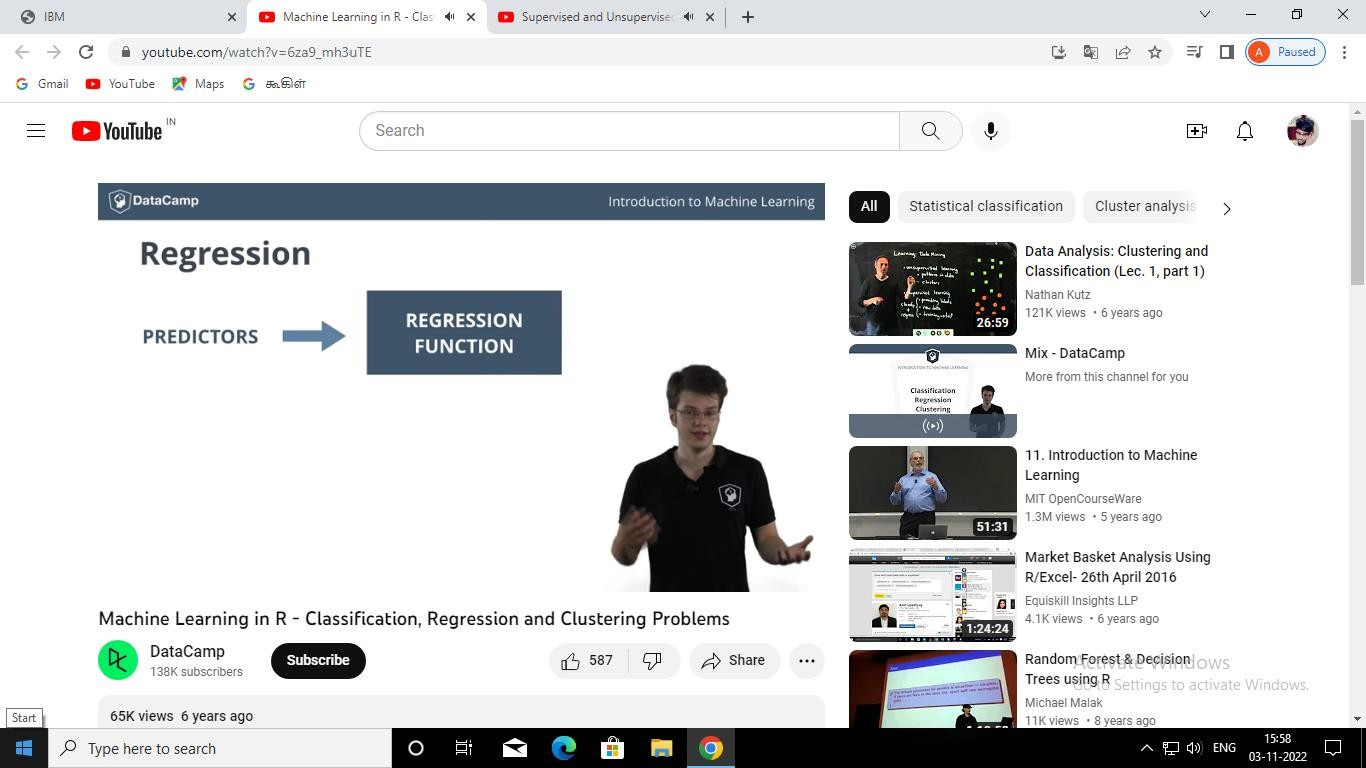 IBM
Machine Learning in R - Clas
Supervised and Unsupervised
youtube.com/watch?v=6za9_mh3uTE
A Paused
Gmail
YouTube
Maps
கூகிள்
YouTube IN
Search
DataCamp
Introduction to Machine Learning
Regression
PREDICTORS
REGRESSION
FUNCTION
Machine Learning in R - Classification, Regression and Clustering Problems
DataCamp
138K subscribers
Subscribe
587
Share
65K views 6 years ago
All
Statistical classification
Cluster analysis
26:59
Data Analysis: Clustering and
Classification (Lec. 1, part 1)
Nathan Kutz
121K views • 6 years ago
INTRODUCTION TO MACHINE LEARNING
Classification
Regression
Clustering
Mix - DataCamp
More from this channel for you
51:31
11. Introduction to Machine
Learning
MIT OpenCourseWare
1.3M views • 5 years ago
1:24:24
Market Basket Analysis Using
R/Excel- 26th April 2016
Equiskill Insights LLP
4.1K views • 6 years ago
Random Forest & Decision
Trees using R
Michael Malak
11K views • 8 years ago
Activate Windows
Go to Settings to activate Windows.
Start
Type here to search
ENG
15:58
03-11-2022